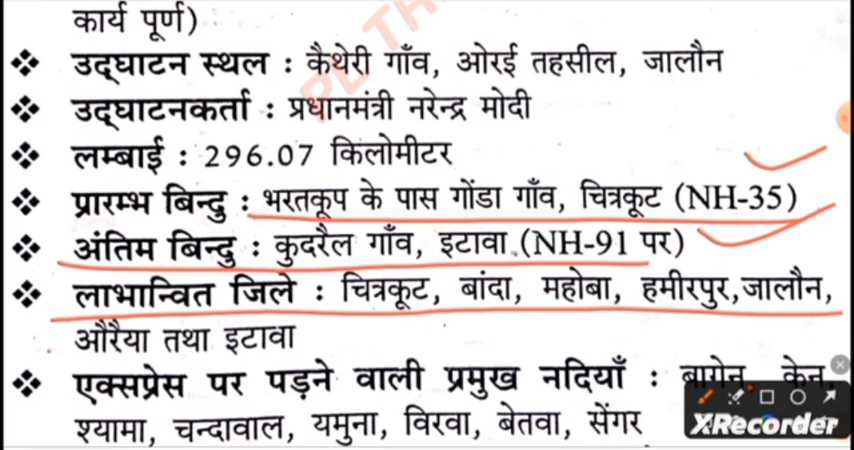 कार्य पूर्ण)
❖ उद्घाटन स्थल : कैथेरी गाँव, ओरई तहसील, जालौन
❖ उद्घाटनकर्ता : प्रधानमंत्री नरेन्द्र मोदी
❖ लम्बाई : 296.07 किलोमीटर
❖ प्रारम्भ बिन्दु : भरतकूप के पास गोंडा गाँव, चित्रकूट (NH-35)
❖ अंतिम बिन्दु : कुदरैल गाँव, इटावा (NH-91 पर)
❖ लाभान्वित जिले : चित्रकूट, बांदा, महोबा, हमीरपुर,जालौन,
औरैया तथा इटावा
❖ एक्सप्रेस पर पड़ने वाली प्रमुख नदियाँ : बागेन, केन,
श्यामा, चन्दावाल, यमुना, विरवा, बेतवा, सेंगर
XRecorder